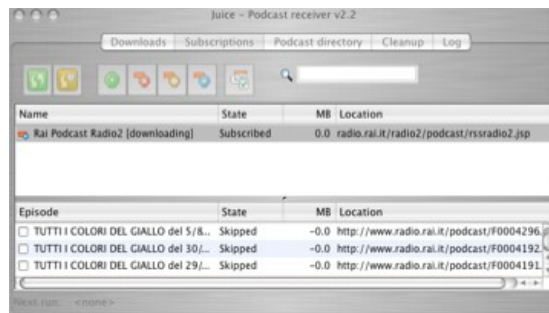 Juice – Podcast receiver v2.2
Downloads Subscriptions Podcast directory Cleanup Log
Name State MB Location
Rai Podcast Radio2 [downloading] Subscribed 0.0 radio.rai.it/radio2/podcast/rssradio2.jsp
Episode State MB Location
TUTTI I COLORI DEL GIALLO del 5/8... Skipped -0.0 http://www.radio.rai.it/podcast/F0004296.
TUTTI I COLORI DEL GIALLO del 30/... Skipped -0.0 http://www.radio.rai.it/podcast/F0004192.
TUTTI I COLORI DEL GIALLO del 29/... Skipped -0.0 http://www.radio.rai.it/podcast/F0004191.
Next run: <none>